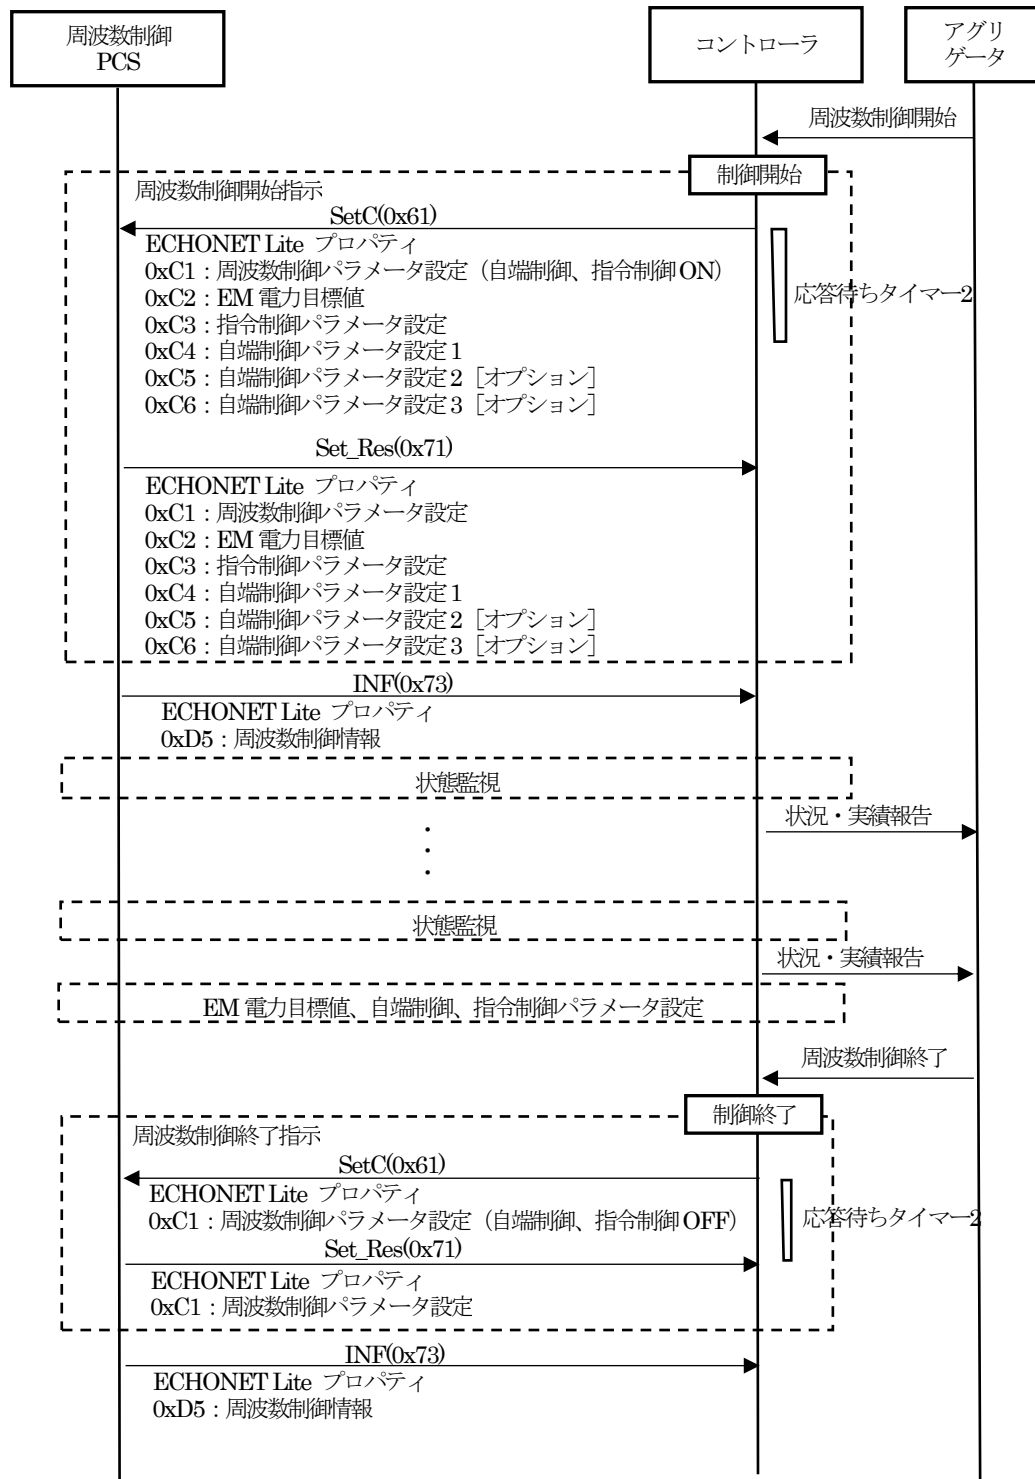 周波数制御
PCS
コントローラ
アグリ
ゲータ
周波数制御開始
制御開始
周波数制御開始指示
SetC(0x61)
ECHONET Lite プロパティ
0xC1：周波数制御パラメータ設定（自端制御、指令制御 ON）
0xC2：EM 電力目標値
0xC3：指令制御パラメータ設定
0xC4：自端制御パラメータ設定 1
0xC5：自端制御パラメータ設定 2［オプション］
0xC6：自端制御パラメータ設定 3［オプション］
応答待ちタイマー2
Set_Res(0x71)
ECHONET Lite プロパティ
0xC1：周波数制御パラメータ設定
0xC2：EM 電力目標値
0xC3：指令制御パラメータ設定
0xC4：自端制御パラメータ設定 1
0xC5：自端制御パラメータ設定 2［オプション］
0xC6：自端制御パラメータ設定 3［オプション］
INF(0x73)
ECHONET Lite プロパティ
0xD5：周波数制御情報
状態監視
状況・実績報告
・
・
・
状態監視
状況・実績報告
EM 電力目標値、自端制御、指令制御パラメータ設定
周波数制御終了
制御終了
周波数制御終了指示
SetC(0x61)
ECHONET Lite プロパティ
0xC1：周波数制御パラメータ設定（自端制御、指令制御 OFF）
応答待ちタイマー2
Set_Res(0x71)
ECHONET Lite プロパティ
0xC1：周波数制御パラメータ設定
INF(0x73)
ECHONET Lite プロパティ
0xD5：周波数制御情報